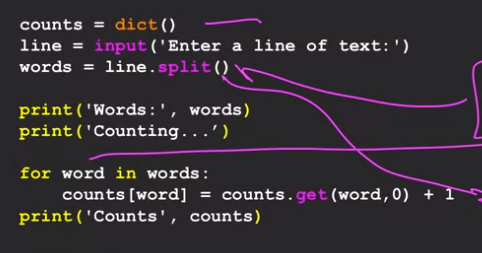 counts = dict()
line = input('Enter a line of text:')
words = line.split()
print('Words:', words)
print('Counting...’)
for word in words:
counts[word] = counts.get(word,0) + 1
print('Counts', counts)